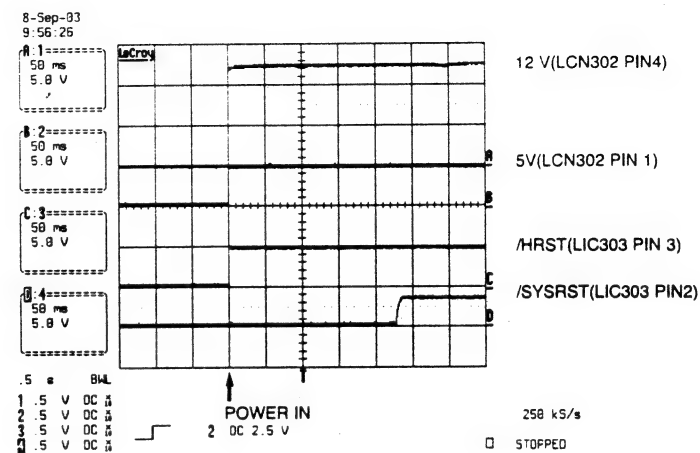 8-Sep-03
9:56:26
A:1
50 ms
5.0 V
B:2
50 ms
5.0 V
C:3
50 ms
5.0 V
D:4
50 ms
5.0 V
LeCroy
A
B
C
D
12 V(LCN302 PIN4)
5V(LCN302 PIN 1)
/HRST(LIC303 PIN 3)
/SYSRST(LIC303 PIN2)
.5 s BWL
1 .5 V DC
2 .5 V DC
3 .5 V DC
4 .5 V DC
POWER IN
2 DC 2.5 V
250 kS/s
STOPPED